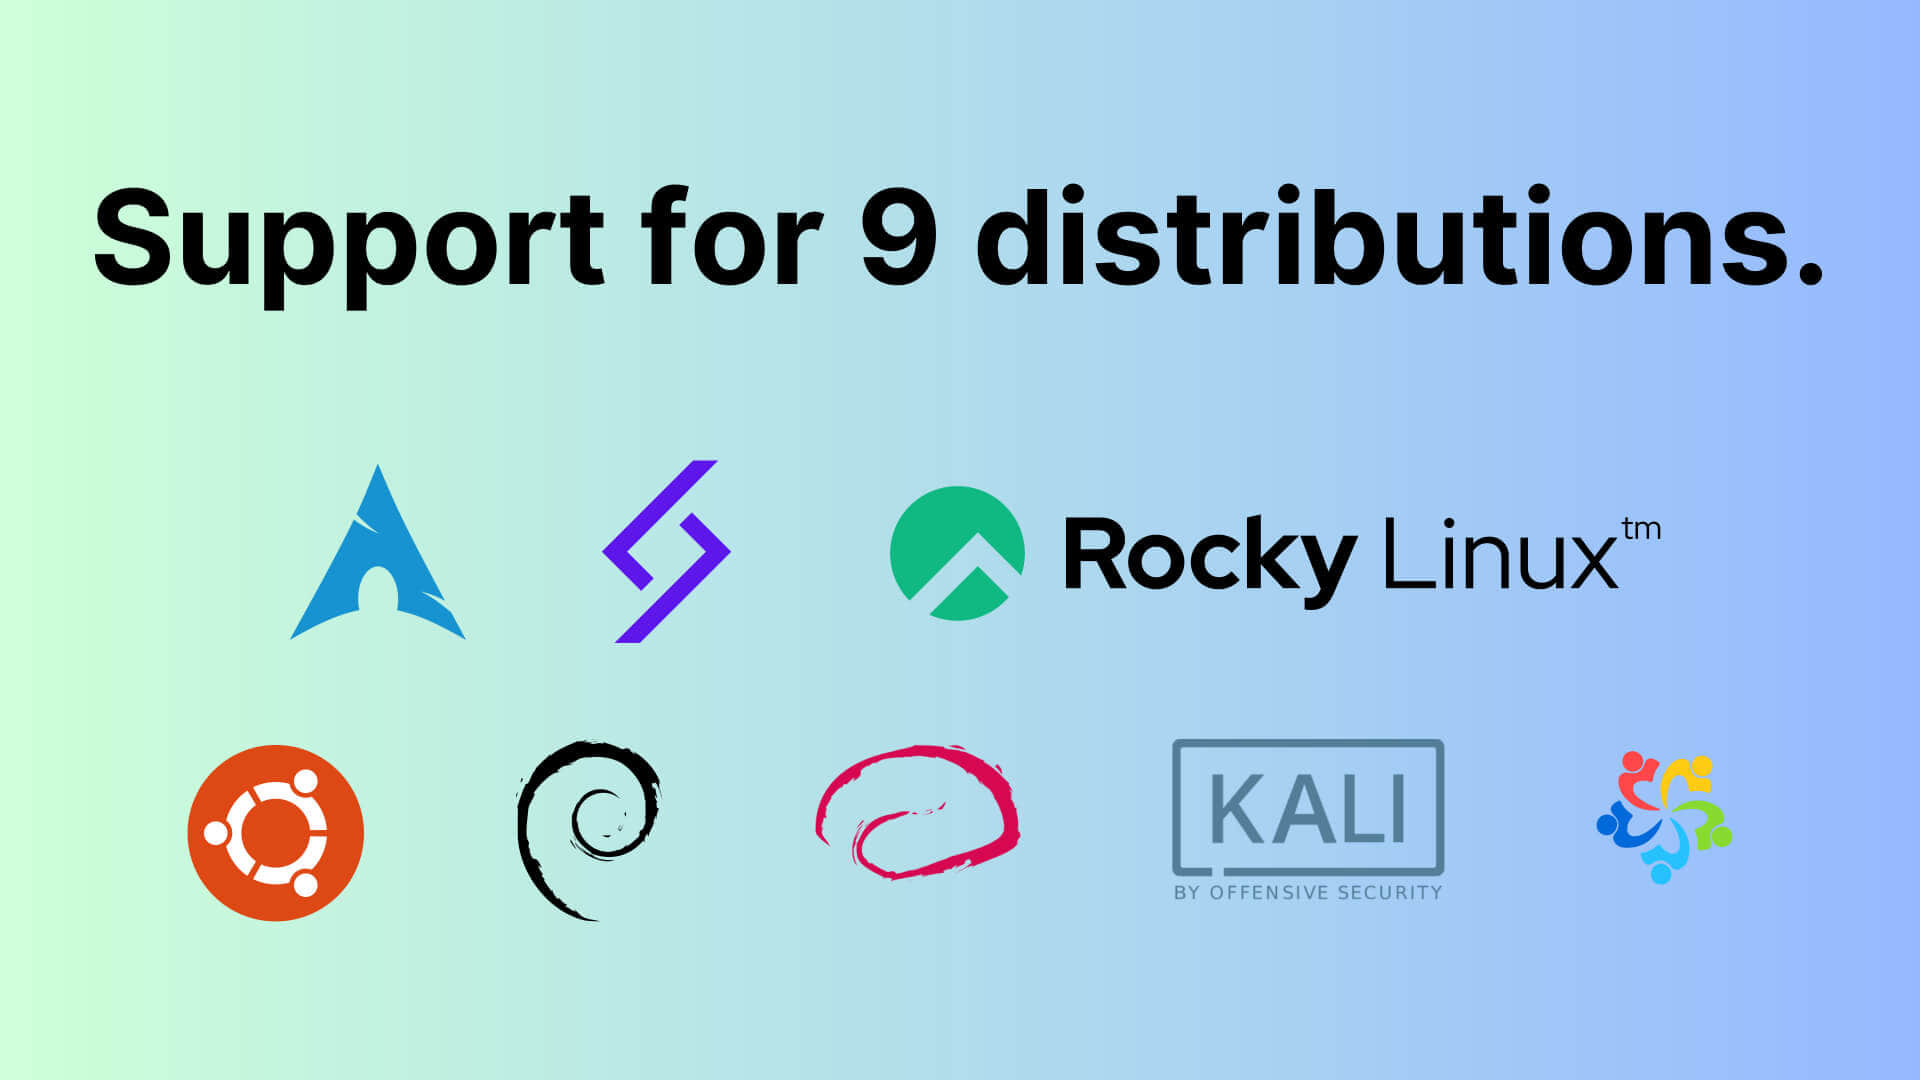 Support for 9 distributions.
Rocky Linux™
KALI
BY OFFENSIVE SECURITY